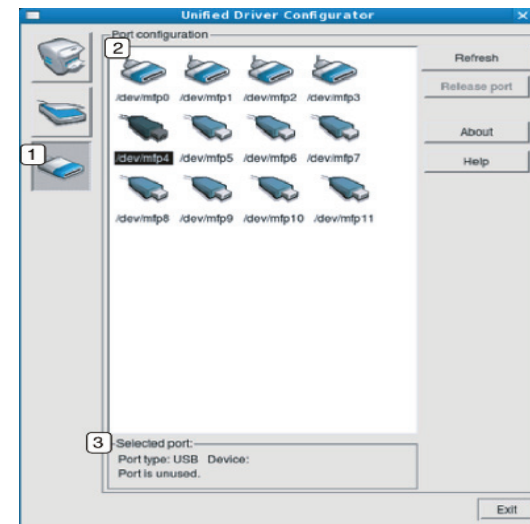 Unified Driver Configurator
Port configuration
2
/dev/mfp0 /dev/mfp1 /dev/mfp2 /dev/mfp3
/dev/mfp4 /dev/mfp5 /dev/mfp6 /dev/mfp7
/dev/mfp8 /dev/mfp9 /dev/mfp10 /dev/mfp11
1
Refresh
Release port
About
Help
3
Selected port:
Port type: USB Device:
Port is unused.
Exit